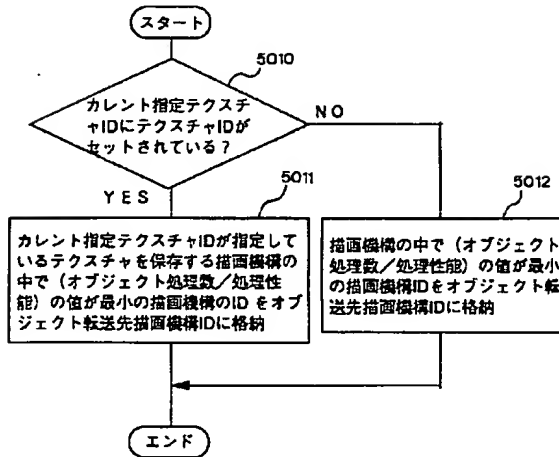 スタート
5010
カレント指定テクスチ
ャIDにテクスチャIDが
セットされている？
NO
YES
5011
カレント指定テクスチャIDが指定して
いるテクスチャを保存する描画機構の
中で（オブジェクト処理数／処理性
能）の値が最小の描画機構のID をオブ
ジェクト転送先描画機構IDに格納
5012
描画機構の中で（オブジェクト
処理数／処理性能）の値が最小
の描画機構IDをオブジェクト転
送先描画機構IDに格納
エンド